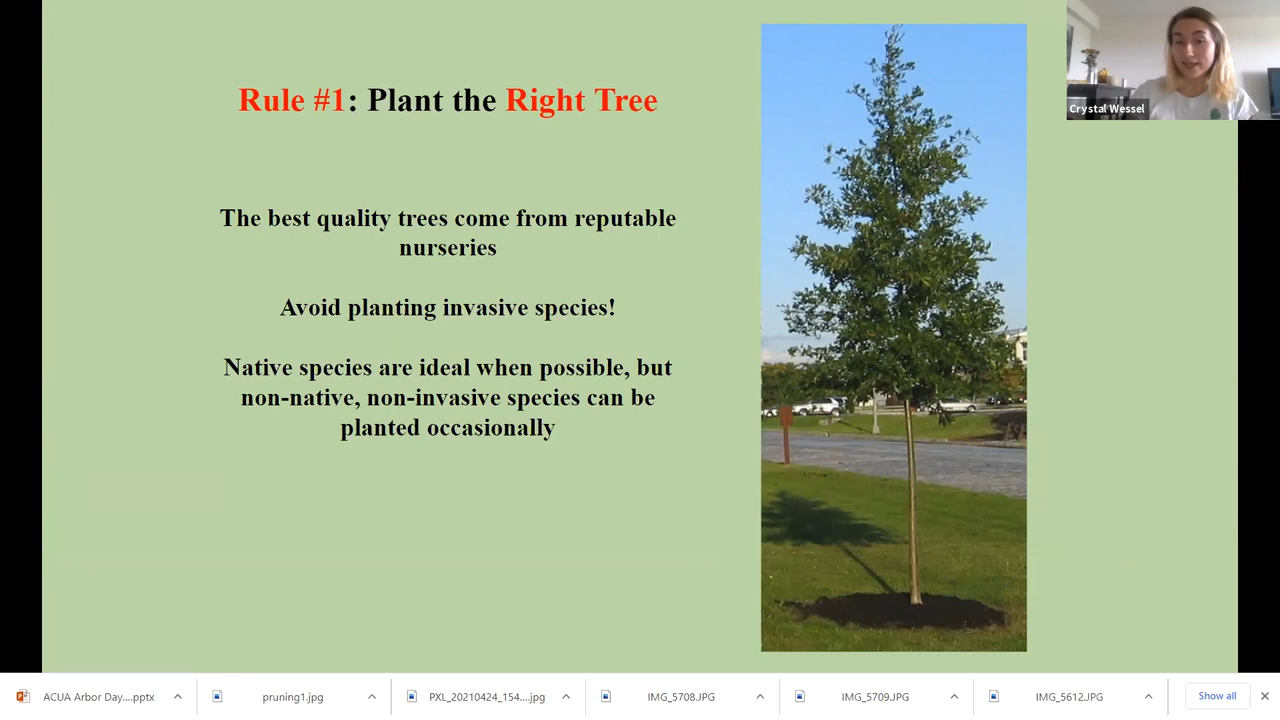 Rule #1: Plant the Right Tree
The best quality trees come from reputable
nurseries
Avoid planting invasive species!
Native species are ideal when possible, but
non-native, non-invasive species can be
planted occasionally
Crystal Wessel
ACUA Arbor Day....pptx
pruning1.jpg
PXL_20210424_154....jpg
IMG_5708.JPG
IMG_5709.JPG
IMG_5612.JPG
Show all